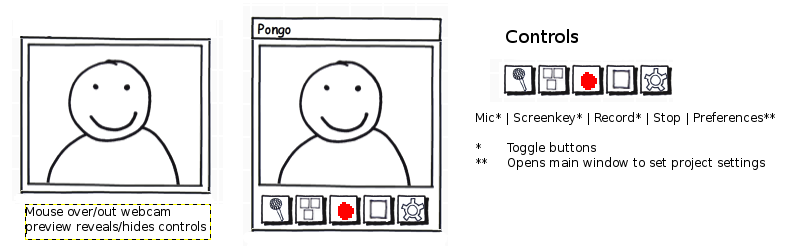 Pongo
Controls
Mic* | Screenkey* | Record* | Stop | Preferences**
* Toggle buttons
** Opens main window to set project settings
Mouse over/out webcam
preview reveals/hides controls